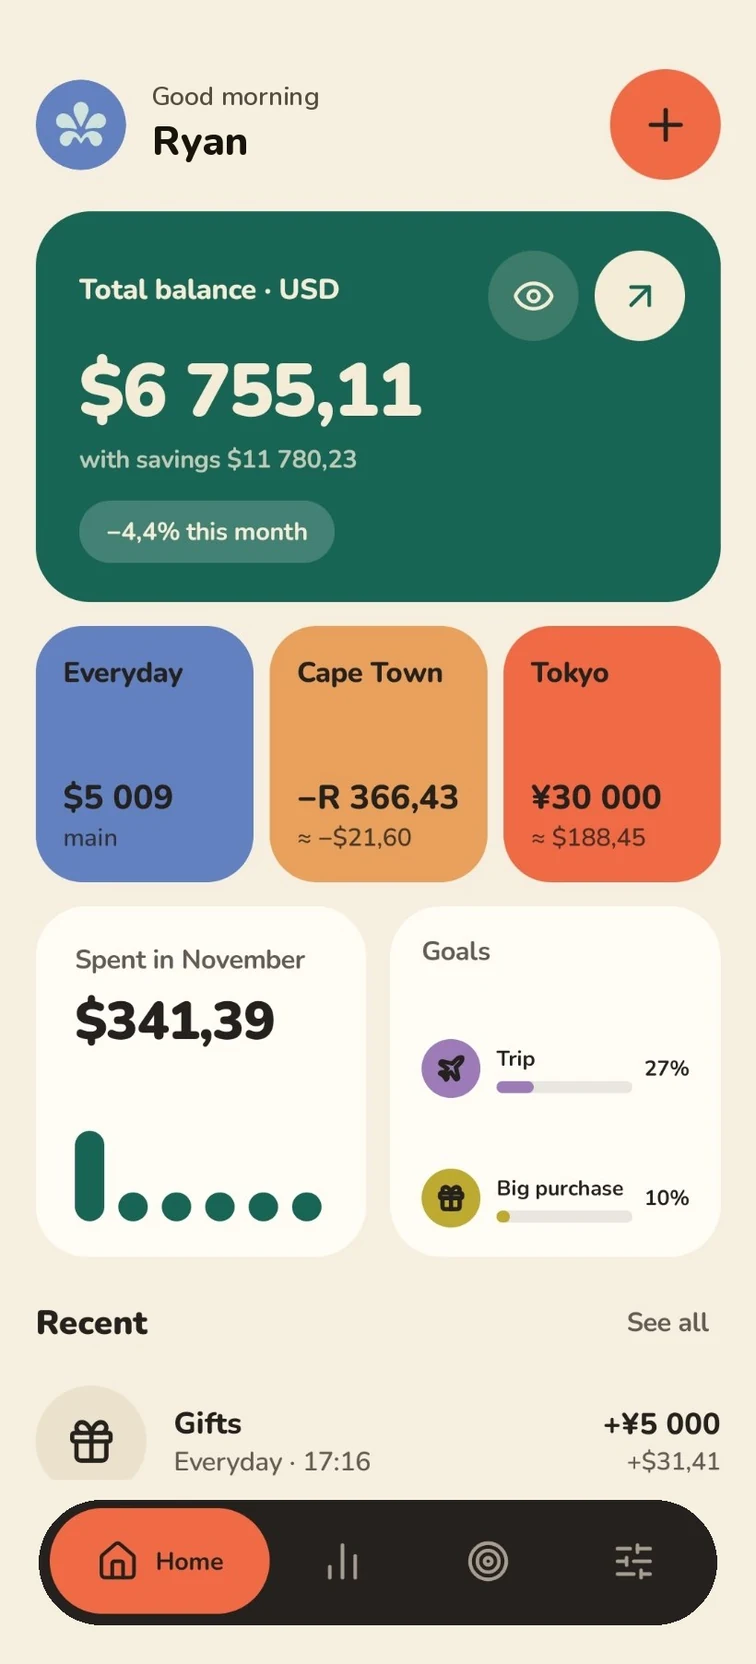 Good morning
Ryan
Total balance · USD
$6 755,11
with savings $11 780,23
−4,4% this month
Everyday
$5 009
main
Cape Town
−R 366,43
≈ −$21,60
Tokyo
¥30 000
≈ $188,45
Spent in November
$341,39
Goals
Trip
27%
Big purchase
10%
Recent
See all
Gifts
+¥5 000
Everyday · 17:16
+$31,41
Home